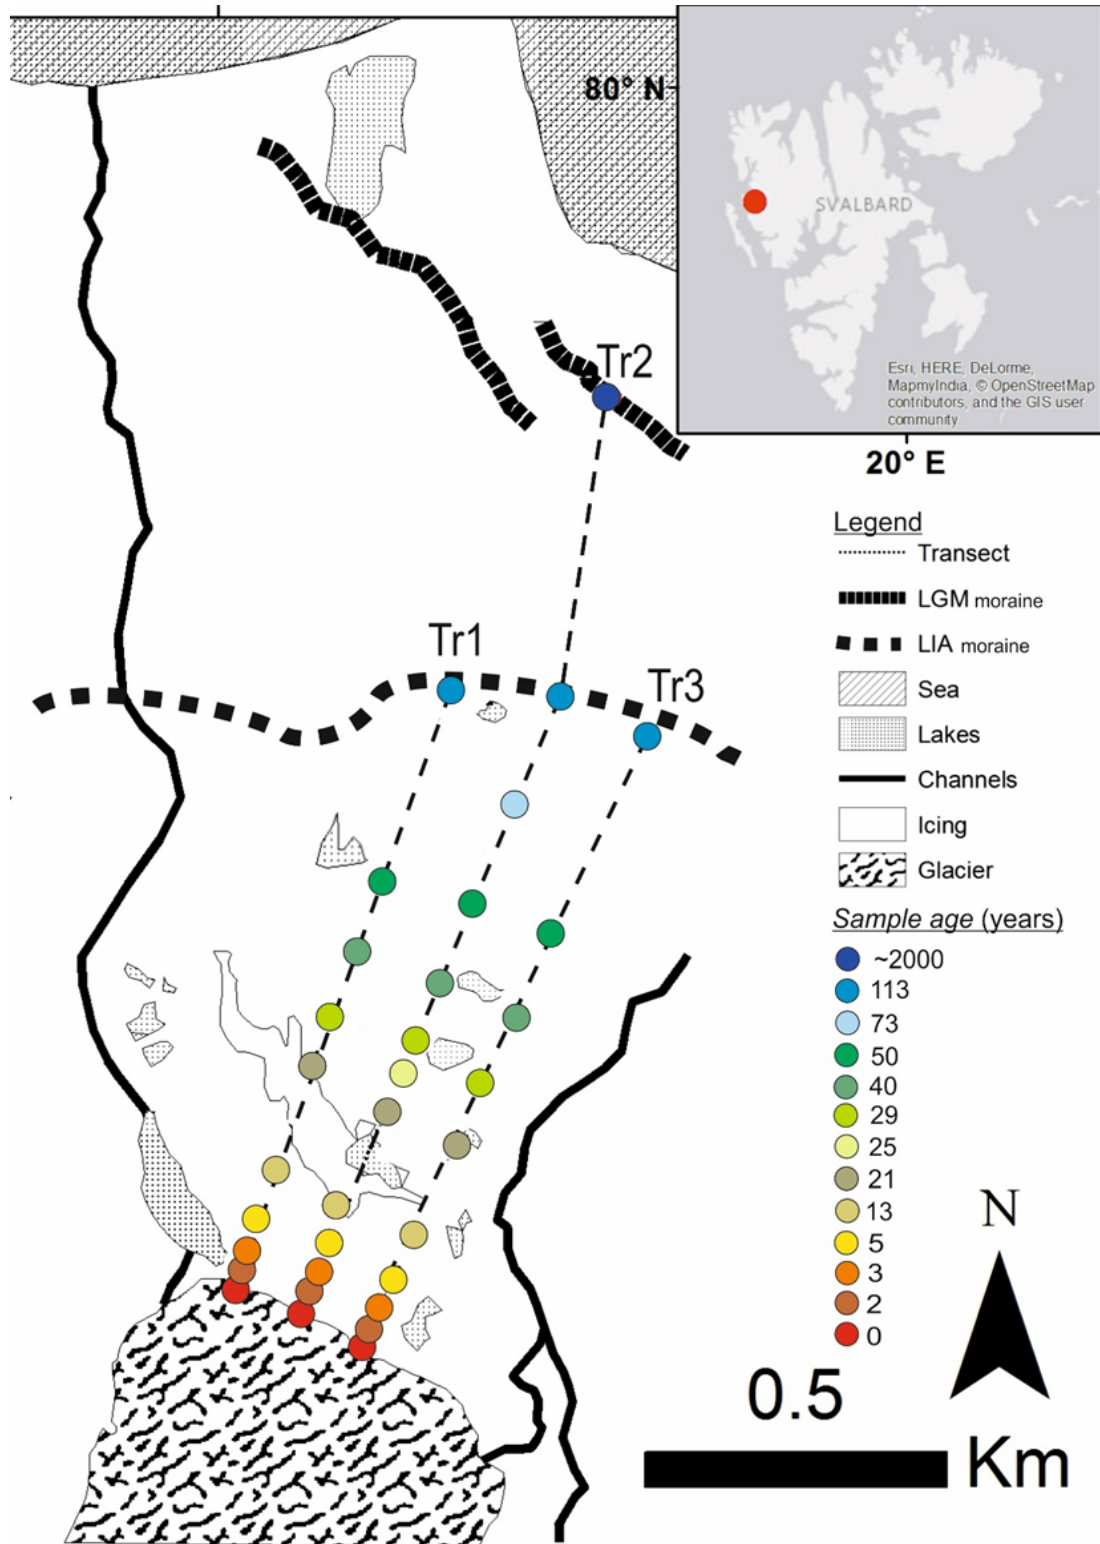 80° N
SVALBARD
Esri, HERE, DeLorme,
MapmyIndia, © OpenStreetMap
contributors, and the GIS user
community
20° E
Tr2
Tr1
Tr3
Legend
Transect
LGM moraine
LIA moraine
Sea
Lakes
Channels
Icing
Glacier
Sample age (years)
~2000
113
73
50
40
29
25
21
13
5
3
2
0
N
0.5
Km